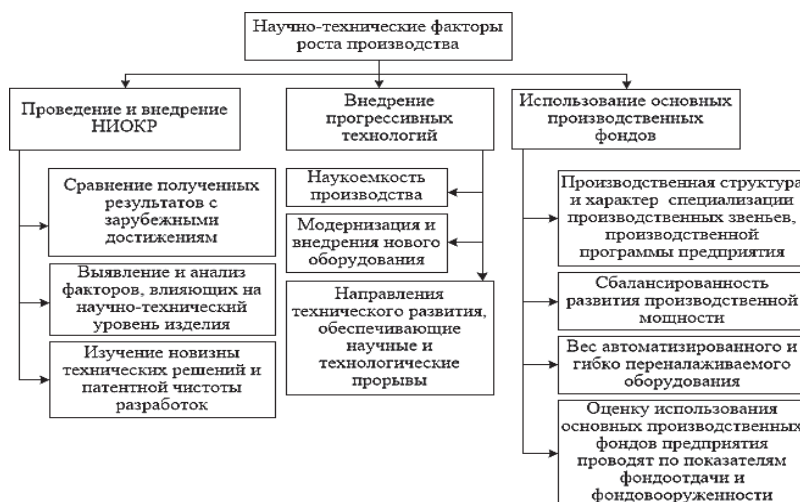 Научно-технические факторы
роста производства
Проведение и внедрение
НИОКР
Сравнение полученных
результатов с
зарубежными
достижениям
Выявление и анализ
факторов, влияющих на
научно-технический
уровень изделия
Изучение новизны
технических решений и
патентной чистоты
разработок
Внедрение
прогрессивных
технологий
Наукоемкость
производства
Модернизация и
внедрения нового
оборудования
Направления
технического развития,
обеспечивающие
научные и
технологические
прорывы
Использование основных
производственных
фондов
Производственная структура
и характер специализации
производственных звеньев,
производственной
программы предприятия
Сбалансированность
развития производственной
мощности
Вес автоматизированного и
гибко переналаживаемого
оборудования
Оценку использования
основных производственных
фондов предприятия
проводят по показателям
фондоотдачи и
фондовооруженности